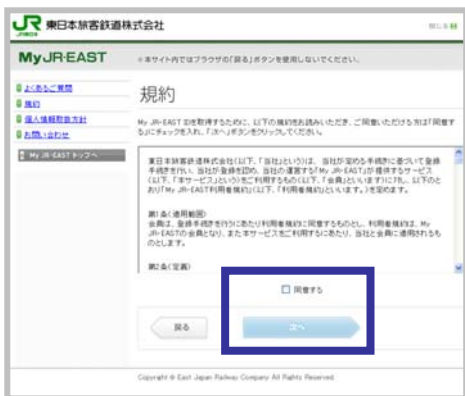 JR 東日本旅客鉄道株式会社
閉じる
My JR-EAST
※本サイト内ではブラウザの「戻る」ボタンを使用しないでください。
よくあるご質問
規約
個人情報取扱方針
お問い合わせ
My JR-EAST トップへ
規約
My JR-EAST IDを取得するために、以下の規約をお読みいただき、ご同意いただける方は「同意す
る」にチェックを入れ、「次へ」ボタンをクリックしてください。
東日本旅客鉄道株式会社(以下、「当社」という)は、当社が定める手続きに基づいて登録
手続きを行い、当社が登録を認め、当社の運営する「My JR-EAST」が提供するサービス
(以下、「本サービス」という)をご利用するもの(以下、「会員」といいます)に対し、以下のと
おり「My JR-EAST利用者規約」(以下、「利用者規約」といいます。)を定めます。
第1条(適用範囲)
会員は、登録手続きを行うにあたり利用者規約に同意するものとし、利用者規約は、My
JR-EASTの会員となり、また本サービスをご利用するにあたり、当社と会員に適用されるも
のとします。
第2条(定義)
同意する
戻る
次へ
Copyright © East Japan Railway Company All Rights Reserved.